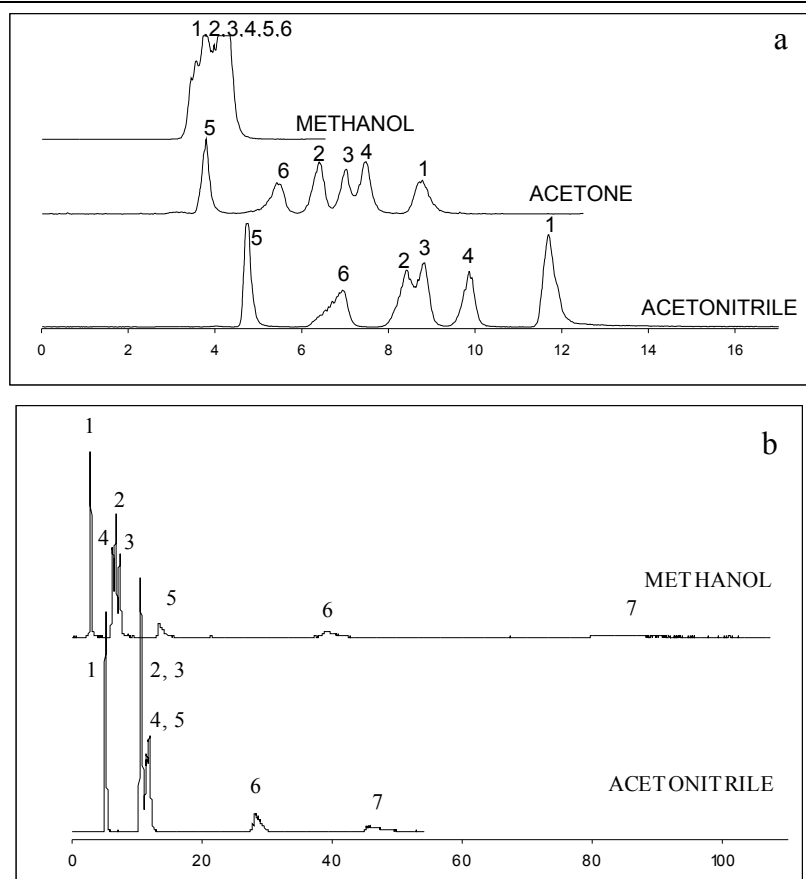 a
1,2,3,4,5,6
METHANOL
5 6 2 3 4 1
ACETONE
5 6 2 3 4 1
ACETONITRILE
0 2 4 6 8 10 12 14 16
b
1
2
4 3
METHANOL
5 6 7
1 2, 3
4, 5
6 7
ACETONITRILE
0 20 40 60 80 100